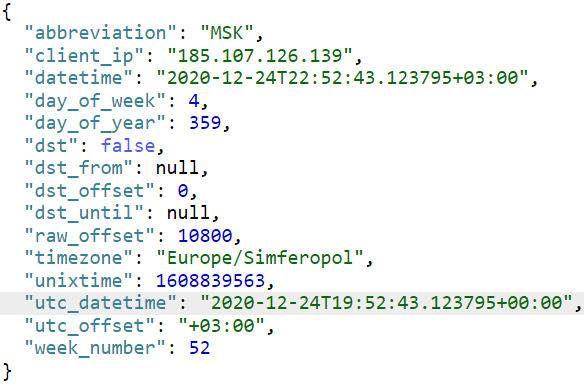 {
  "abbreviation": "MSK",
  "client_ip": "185.107.126.139",
  "datetime": "2020-12-24T22:52:43.123795+03:00",
  "day_of_week": 4,
  "day_of_year": 359,
  "dst": false,
  "dst_from": null,
  "dst_offset": 0,
  "dst_until": null,
  "raw_offset": 10800,
  "timezone": "Europe/Simferopol",
  "unixtime": 1608839563,
  "utc_datetime": "2020-12-24T19:52:43.123795+00:00",
  "utc_offset": "+03:00",
  "week_number": 52
}